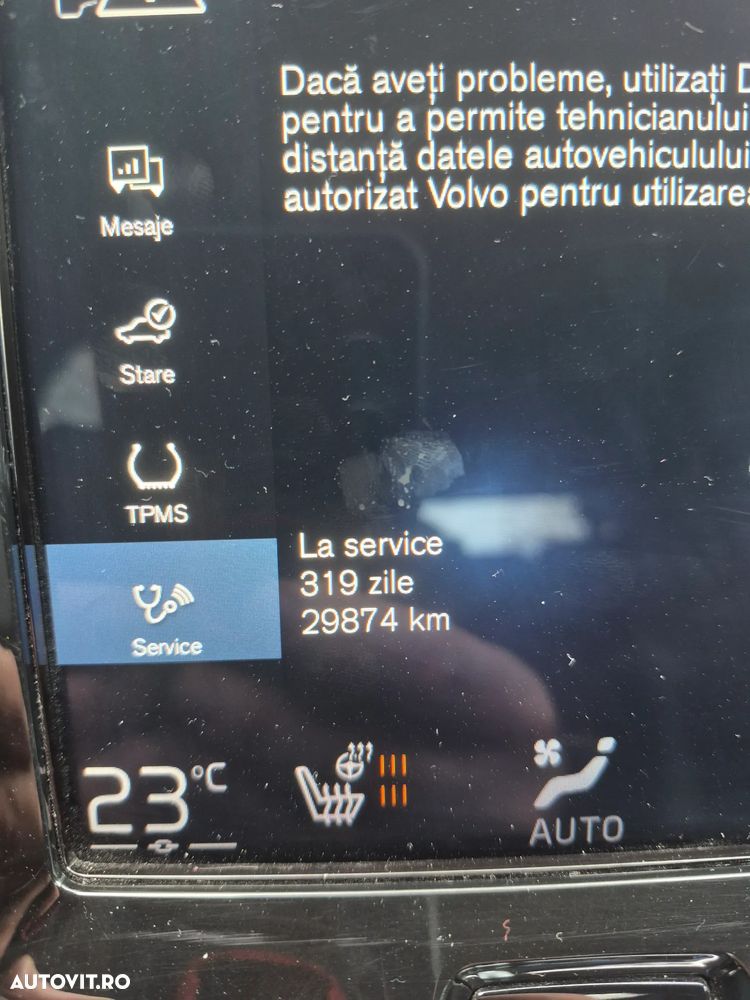 Dacă aveți probleme, utilizați
pentru a permite tehnicianului
distanță datele autovehiculului
autorizat Volvo pentru utilizarea
Mesaje
Stare
TPMS
La service
319 zile
29874 km
Service
23°C
AUTO
AUTOVIT.RO